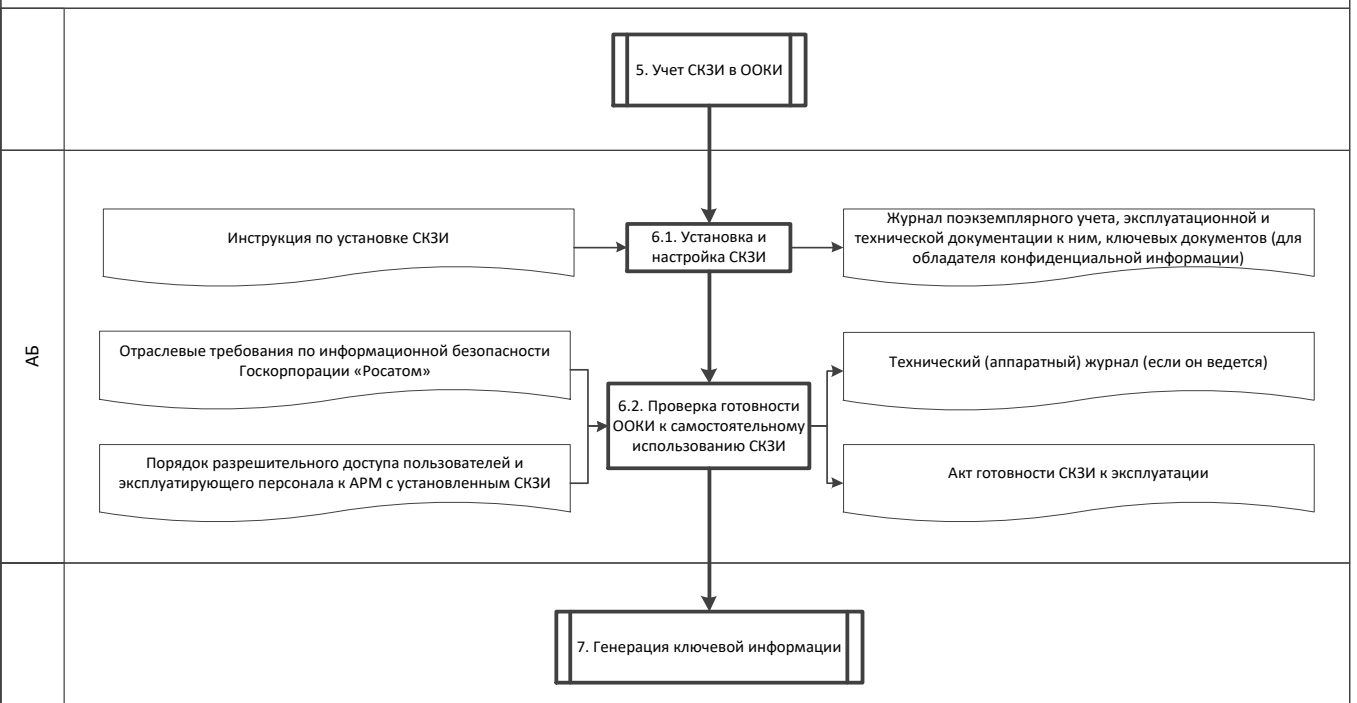 5. Учет СКЗИ в ООКИ
АБ
Инструкция по установке СКЗИ
6.1. Установка и
настройка СКЗИ
Журнал поэкземплярного учета, эксплуатационной и
технической документации к ним, ключевых документов (для
обладателя конфиденциальной информации)
Отраслевые требования по информационной безопасности
Госкорпорации «Росатом»
Порядок разрешительного доступа пользователей и
эксплуатирующего персонала к АРМ с установленным СКЗИ
6.2. Проверка готовности
ООКИ к самостоятельному
использованию СКЗИ
Технический (аппаратный) журнал (если он ведется)
Акт готовности СКЗИ к эксплуатации
7. Генерация ключевой информации